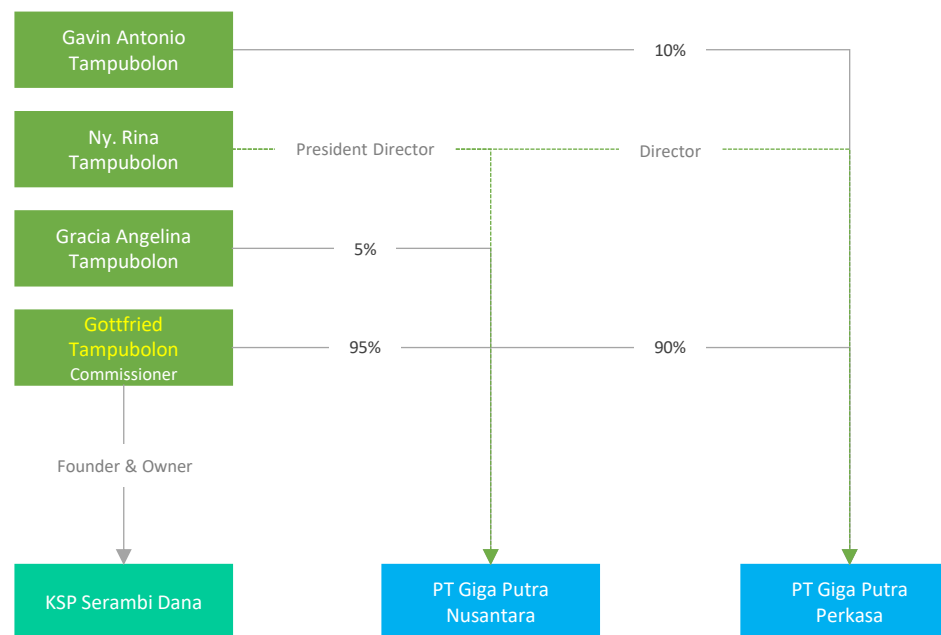 Gavin Antonio
Tampubolon
10%
Ny. Rina
Tampubolon
President Director
Director
Gracia Angelina
Tampubolon
5%
Gottfried
Tampubolon
Commissioner
95%
90%
Founder & Owner
KSP Serambi Dana
PT Giga Putra
Nusantara
PT Giga Putra
Perkasa